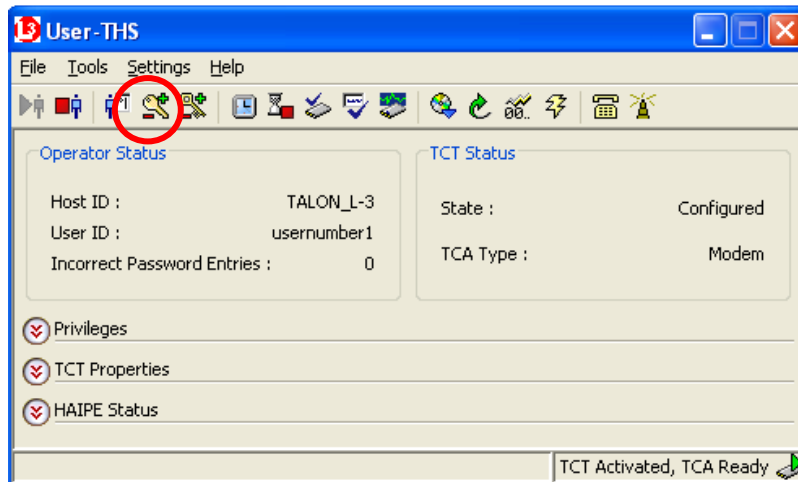 User-THS
File Tools Settings Help
Operator Status
Host ID : TALON_L-3
User ID : usernumber1
Incorrect Password Entries : 0
TCT Status
State : Configured
TCA Type : Modem
Privileges
TCT Properties
HAIPE Status
TCT Activated, TCA Ready